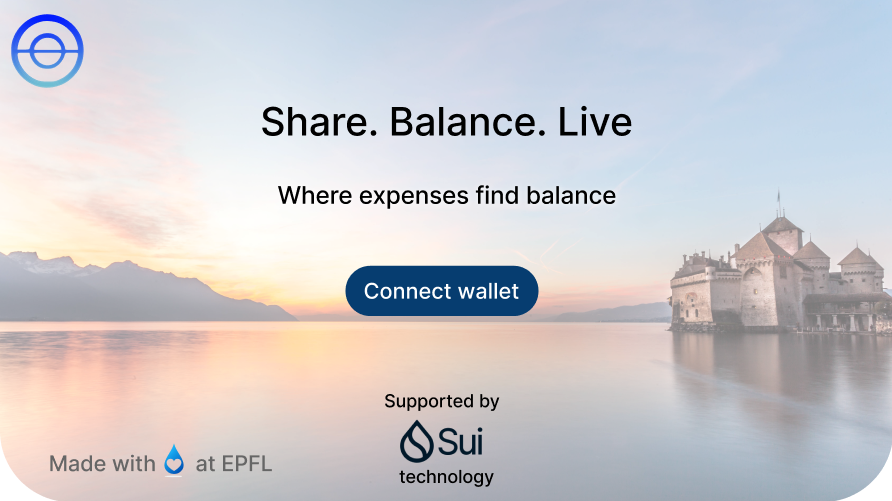 Share. Balance. Live
Where expenses find balance
Connect wallet
Supported by
Sui
technology
Made with at EPFL